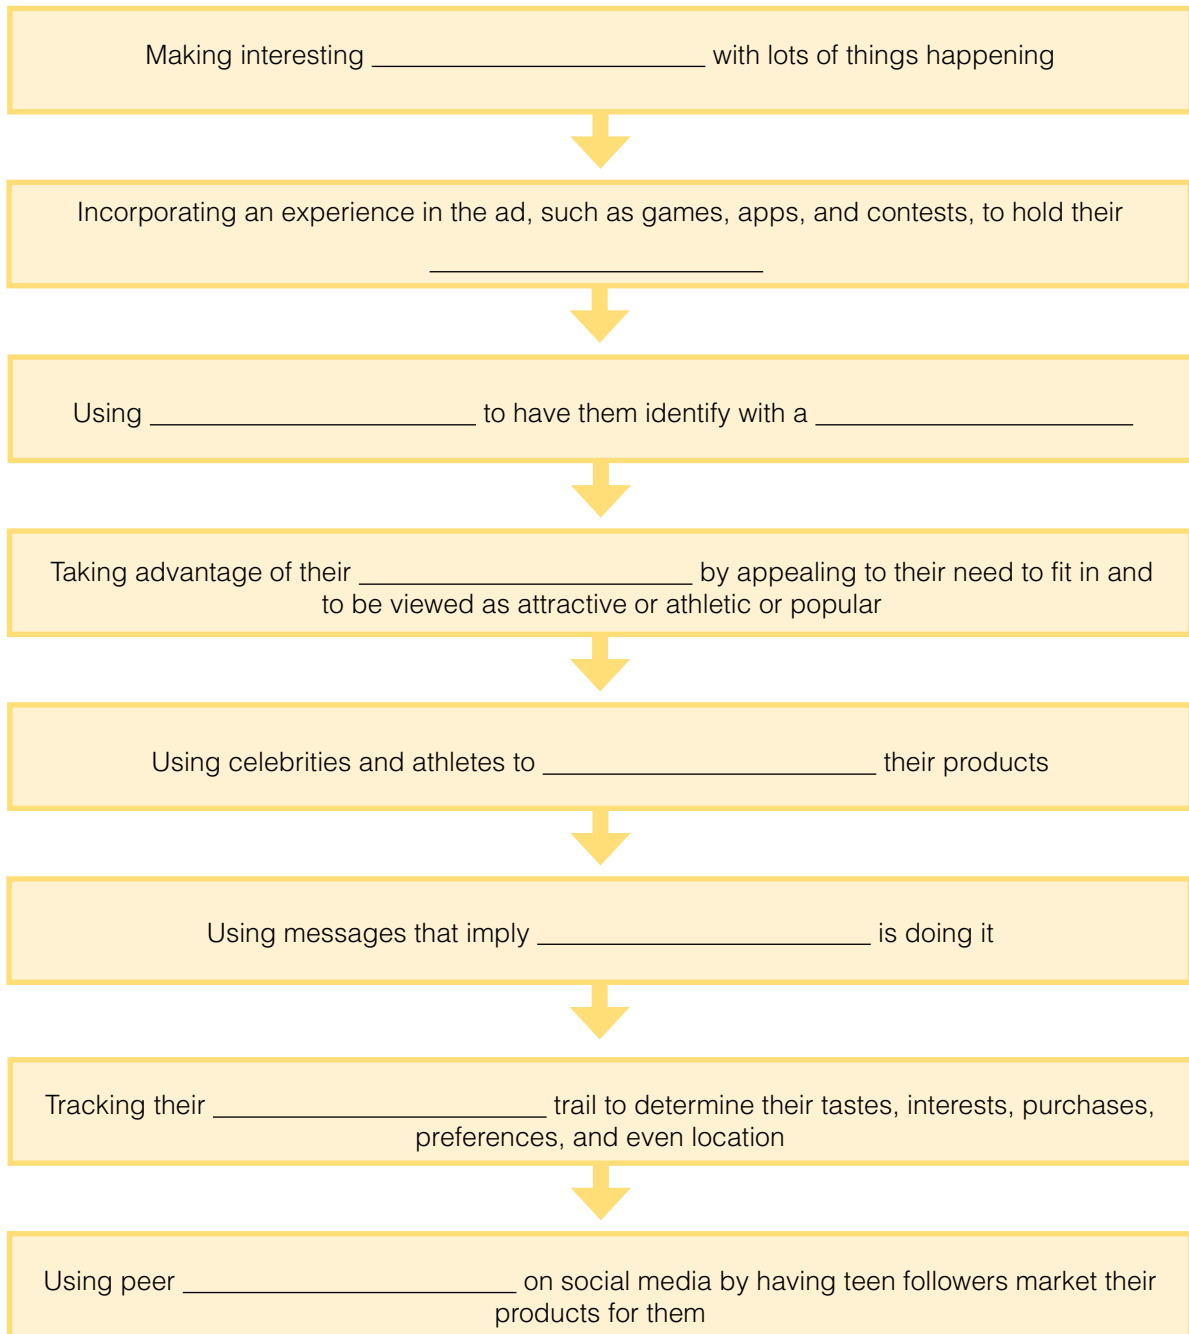 Making interesting ______________________ with lots of things happening
Incorporating an experience in the ad, such as games, apps, and contests, to hold their
______________________
Using ______________________ to have them identify with a _____________________
Taking advantage of their ______________________ by appealing to their need to fit in and
to be viewed as attractive or athletic or popular
Using celebrities and athletes to ______________________ their products
Using messages that imply ______________________ is doing it
Tracking their ______________________ trail to determine their tastes, interests, purchases,
preferences, and even location
Using peer ______________________ on social media by having teen followers market their
products for them